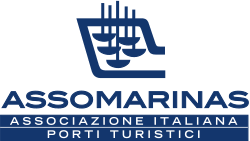 ASSOMARINAS
ASSOCIAZIONE ITALIANA
PORTI TURISTICI